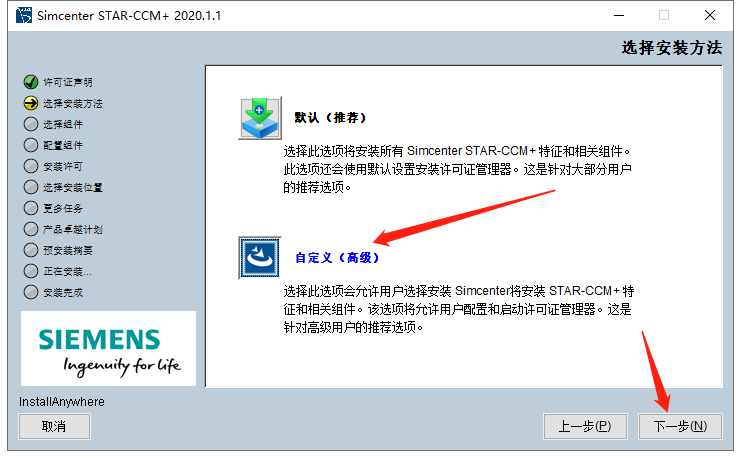 Simcenter STAR-CCM+ 2020.1.1
选择安装方法
许可证声明
选择安装方法
选择组件
配置组件
安装许可
选择安装位置
更多任务
产品卓越计划
预安装摘要
正在安装...
安装完成
默认（推荐）
选择此选项将安装所有 Simcenter STAR-CCM+ 特征和相关组件。
此选项还会使用默认设置安装许可证管理器。这是针对大部分用户
的推荐选项。
自定义（高级）
选择此选项会允许用户选择安装 Simcenter将安装 STAR-CCM+ 特
征和相关组件。该选项将允许用户配置和启动许可证管理器。这是
针对高级用户的推荐选项。
SIEMENS
Ingenuity for life
InstallAnywhere
取消
上一步(P)
下一步(N)